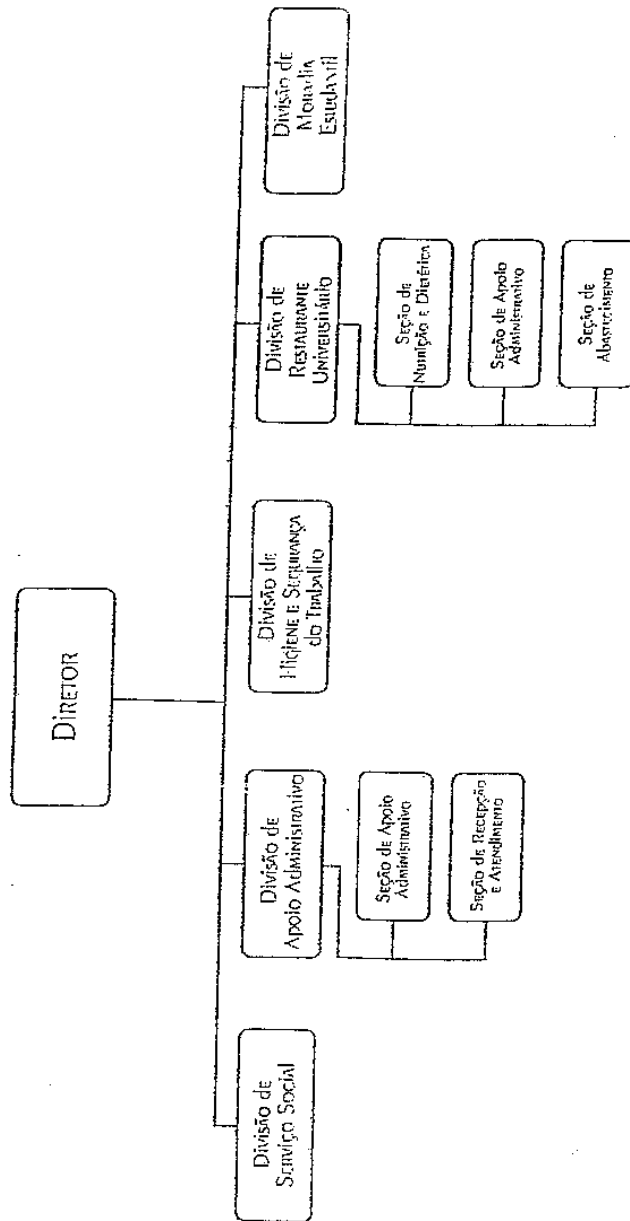 DIRETOR
Divisão de
Serviço Social
Divisão de
Apoio Administrativo
Seção de Apoio
Administrativo
Seção de Recepção
e Atendimento
Divisão de
Higiene e Segurança
do Trabalho
Divisão de
Restaurante
Universitário
Seção de
Nutrição e Dietética
Seção de Apoio
Administrativo
Seção de
Abastecimento
Divisão de
Moradia
Estudantil